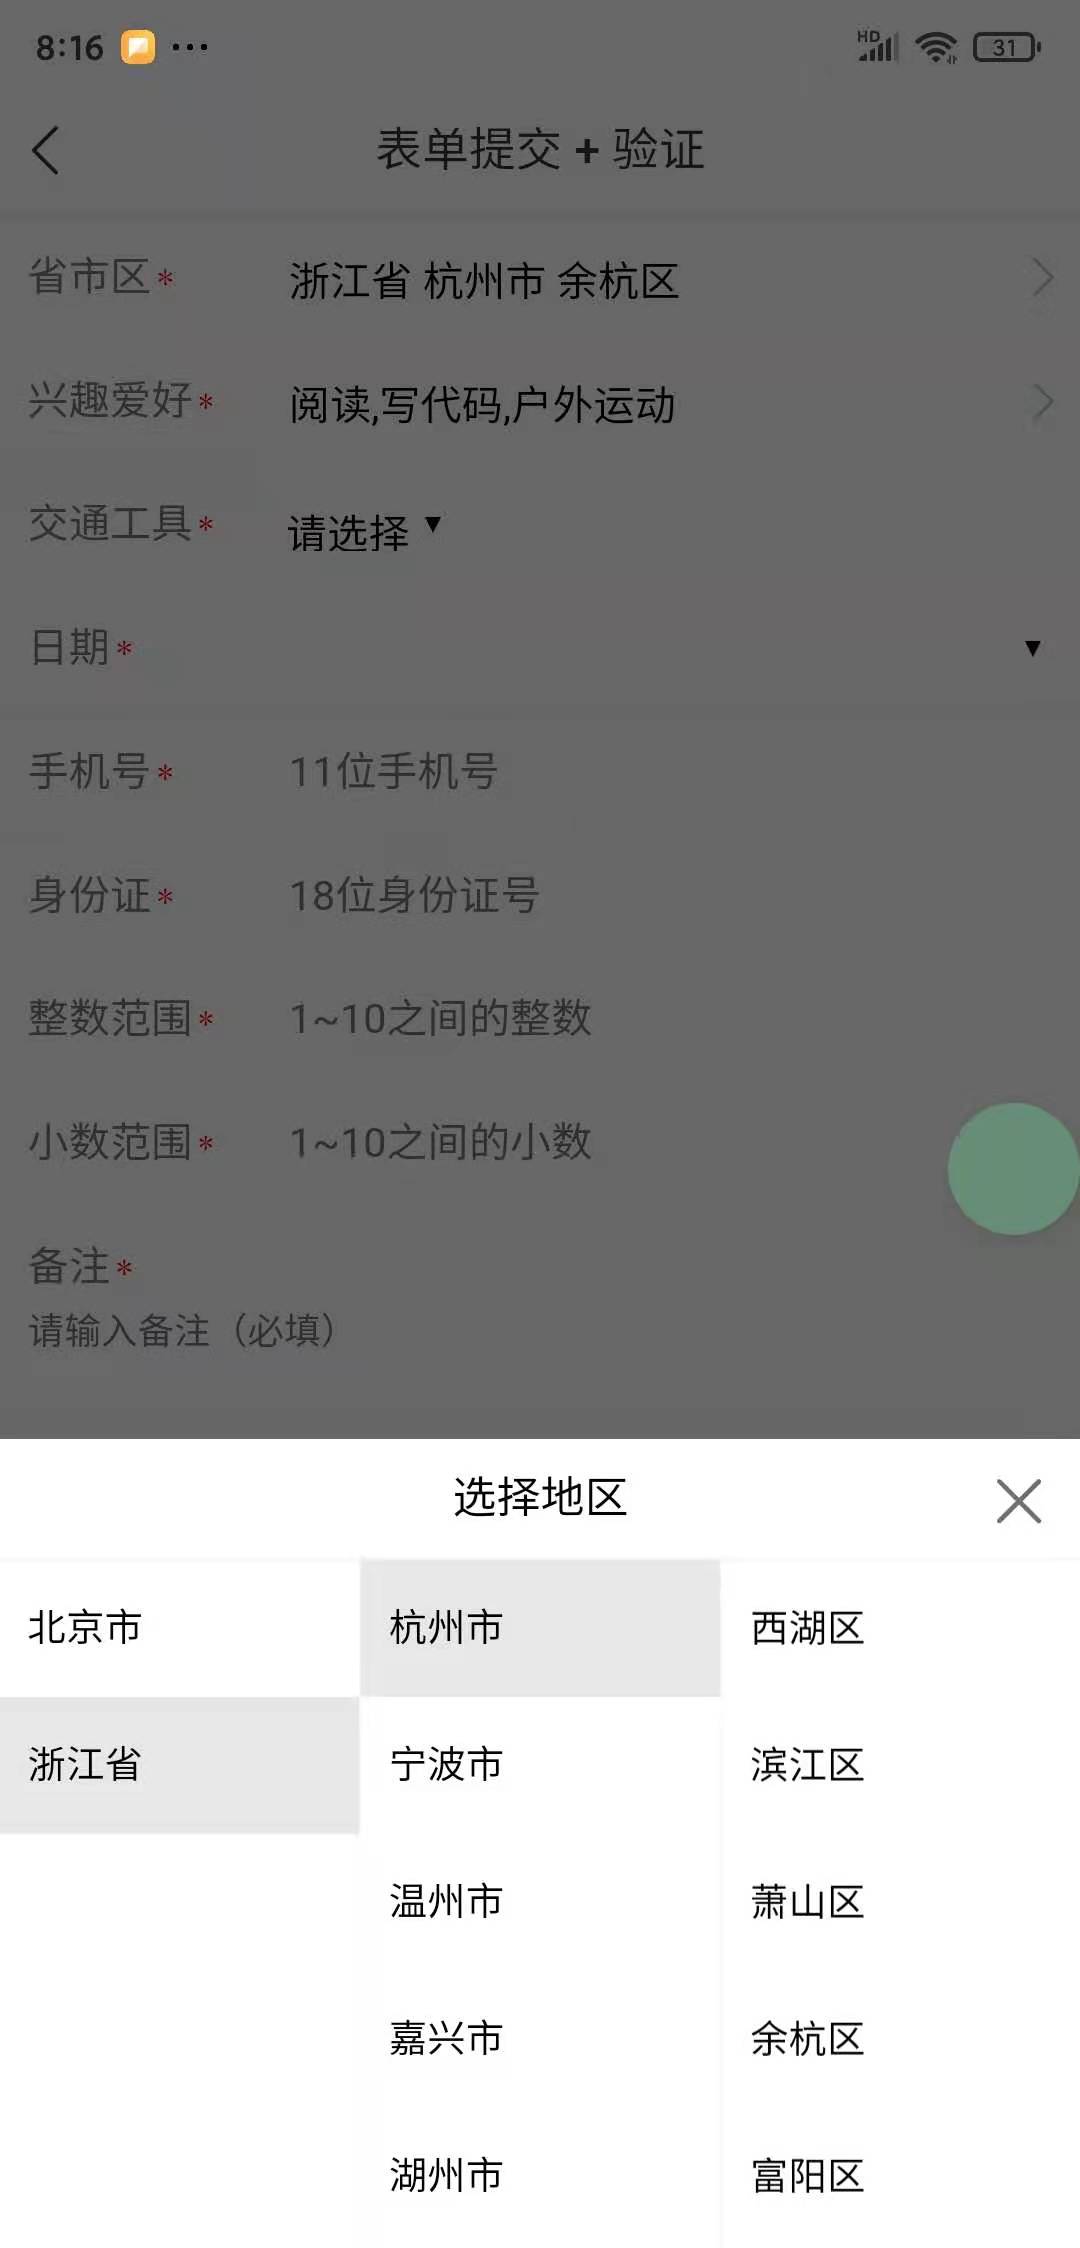 8:16 HD 31
表单提交 + 验证
省市区* 浙江省 杭州市 余杭区
兴趣爱好* 阅读,写代码,户外运动
交通工具* 请选择 ▼
日期* ▼
手机号* 11位手机号
身份证* 18位身份证号
整数范围* 1~10之间的整数
小数范围* 1~10之间的小数
备注*
请输入备注（必填）
选择地区
北京市 杭州市 西湖区
浙江省 宁波市 滨江区
温州市 萧山区
嘉兴市 余杭区
湖州市 富阳区